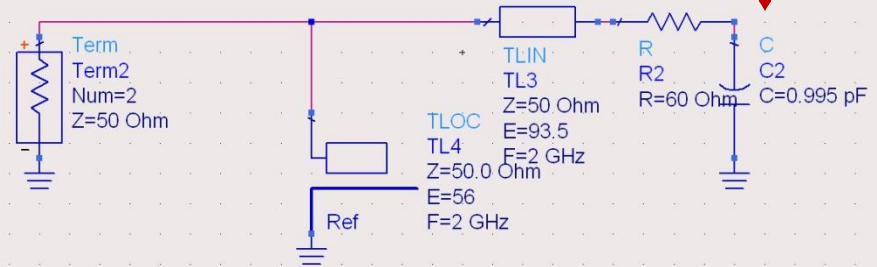 +
Term
Term2
Num=2
Z=50 Ohm
-
TLOC
TL4
Z=50.0 Ohm
E=56
F=2 GHz
Ref
TLIN
TL3
Z=50 Ohm
E=93.5
F=2 GHz
R
R2
R=60 Ohm
C
C2
C=0.995 pF